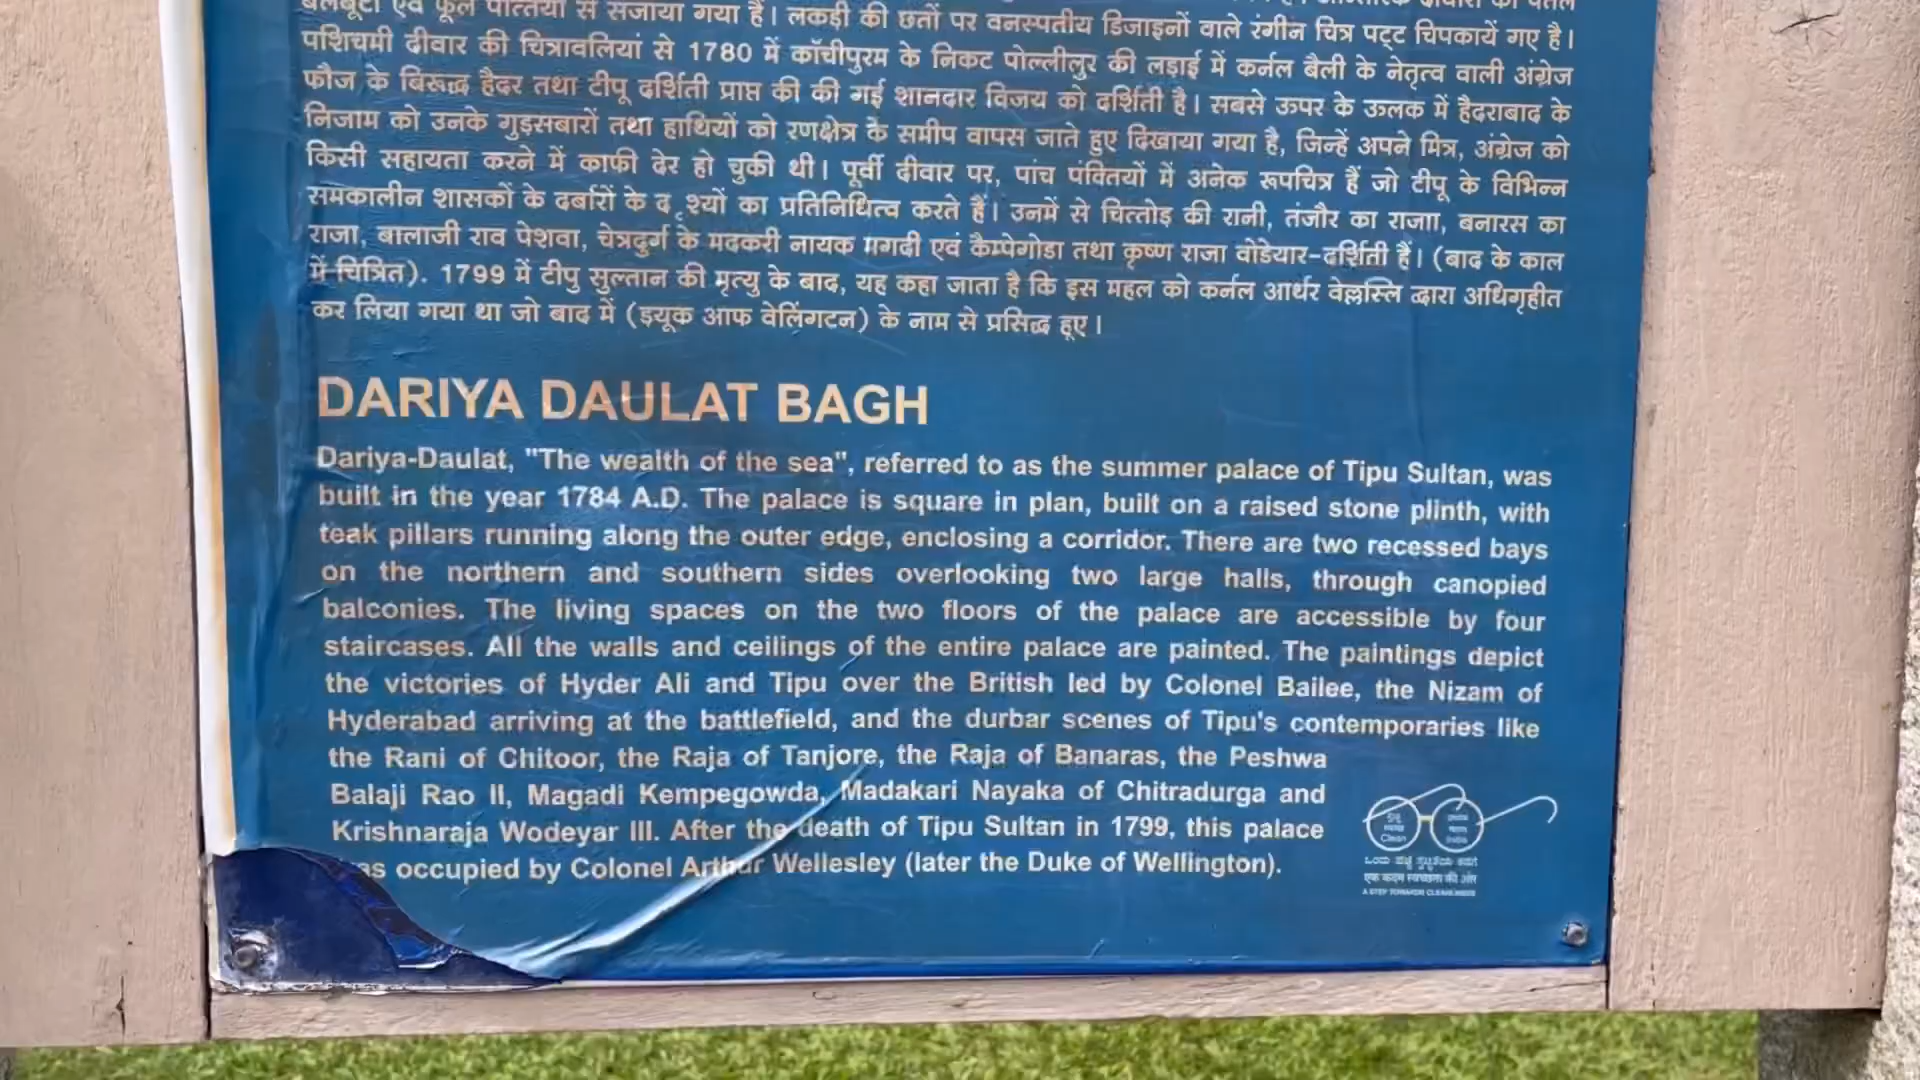 बेलबूटों एवं फूल पत्तियों से सजाया गया है।
लकड़ी की छतों पर वनस्पतीय डिजाइनों वाले रंगीन चित्र पट्ट चिपकायें गए है।
पशिचमी दीवार की चित्रावलियां से 1780 में कॉंचीपुरम के निकट पोल्लीलुर की लड़ाई में कर्नल बैली के नेतृत्व वाली अंग्रेज
फौज के बिरूद्ध हैदर तथा टीपू दर्शिती प्राप्त की की गई शानदार विजय को दर्शिती है। सबसे ऊपर के ऊलक में हैदराबाद के
निजाम को उनके गुड़सबारों तथा हाथियों को रणक्षेत्र के समीप वापस जाते हुए दिखाया गया है, जिन्हें अपने मित्र, अंग्रेज को
किसी सहायता करने में काफी देर हो चुकी थी। पूर्वी दीवार पर, पांच पंक्तियों में अनेक रूपचित्र हैं जो टीपू के विभिन्न
समकालीन शासकों के दर्बारों के द ृश्यों का प्रतिनिधित्व करते हैं। उनमें से चित्तोड़ की रानी, तंजौर का राजाा, बनारस का
राजा, बालाजी राव पेशवा, चेत्रदुर्ग के मदकरी नायक मगदी एवं कैम्पेगोडा तथा कृष्ण राजा वोडेयार-दर्शिती हैं। (बाद के काल
में चित्रित). 1799 में टीपु सुल्तान की मृत्यु के बाद, यह कहा जाता है कि इस महल को कर्नल आर्थर वेल्लस्लि द्वारा अधिगृहीत
कर लिया गया था जो बाद में (ड्यूक आफ वेलिंगटन) के नाम से प्रसिद्ध हूए।
DARIYA DAULAT BAGH
Dariya-Daulat, "The wealth of the sea", referred to as the summer palace of Tipu Sultan, was
built in the year 1784 A.D. The palace is square in plan, built on a raised stone plinth, with
teak pillars running along the outer edge, enclosing a corridor. There are two recessed bays
on the northern and southern sides overlooking two large halls, through canopied
balconies. The living spaces on the two floors of the palace are accessible by four
staircases. All the walls and ceilings of the entire palace are painted. The paintings depict
the victories of Hyder Ali and Tipu over the British led by Colonel Bailee, the Nizam of
Hyderabad arriving at the battlefield, and the durbar scenes of Tipu's contemporaries like
the Rani of Chitoor, the Raja of Tanjore, the Raja of Banaras, the Peshwa
Balaji Rao II, Magadi Kempegowda, Madakari Nayaka of Chitradurga and
Krishnaraja Wodeyar III. After the death of Tipu Sultan in 1799, this palace
as occupied by Colonel Arthur Wellesley (later the Duke of Wellington).
Clean India
एक कदम स्वच्छता की ओर
A STEP TOWARDS CLEANLINESS